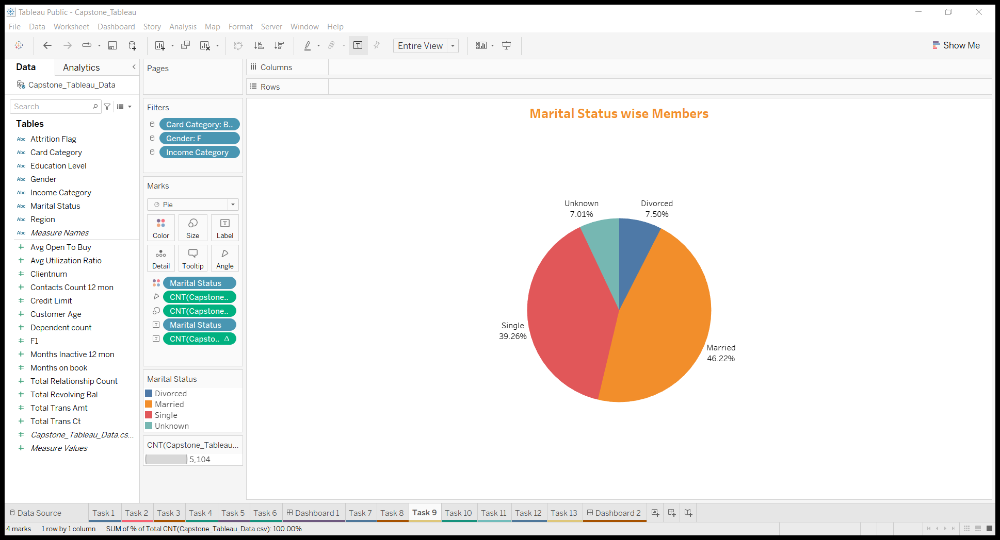 Tableau Public - Capstone_Tableau
File Data Worksheet Dashboard Story Analysis Map Format Server Window Help
Entire View
Show Me
Data Analytics
Capstone_Tableau_Data
Search
Tables
Abc Attrition Flag
Abc Card Category
Abc Education Level
Abc Gender
Abc Income Category
Abc Marital Status
Abc Region
Abc Measure Names
# Avg Open To Buy
# Avg Utilization Ratio
# Clientnum
# Contacts Count 12 mon
# Credit Limit
# Customer Age
# Dependent count
# F1
# Months Inactive 12 mon
# Months on book
# Total Relationship Count
# Total Revolving Bal
# Total Trans Amt
# Total Trans Ct
# Capstone_Tableau_Data.cs...
# Measure Values
Pages
Filters
Card Category: B..
Gender: F
Income Category
Marks
Pie
Color Size Label
Detail Tooltip Angle
Marital Status
CNT(Capstone..
CNT(Capstone..
Marital Status
CNT(Capsto.. Δ
Marital Status
Divorced
Married
Single
Unknown
CNT(Capstone_Tableau...
5,104
Columns
Rows
Marital Status wise Members
Unknown
7.01%
Divorced
7.50%
Single
39.26%
Married
46.22%
Data Source Task 1 Task 2 Task 3 Task 4 Task 5 Task 6 Dashboard 1 Task 7 Task 8 Task 9 Task 10 Task 11 Task 12 Task 13 Dashboard 2
4 marks 1 row by 1 column SUM of % of Total CNT(Capstone_Tableau_Data.csv): 100.00%